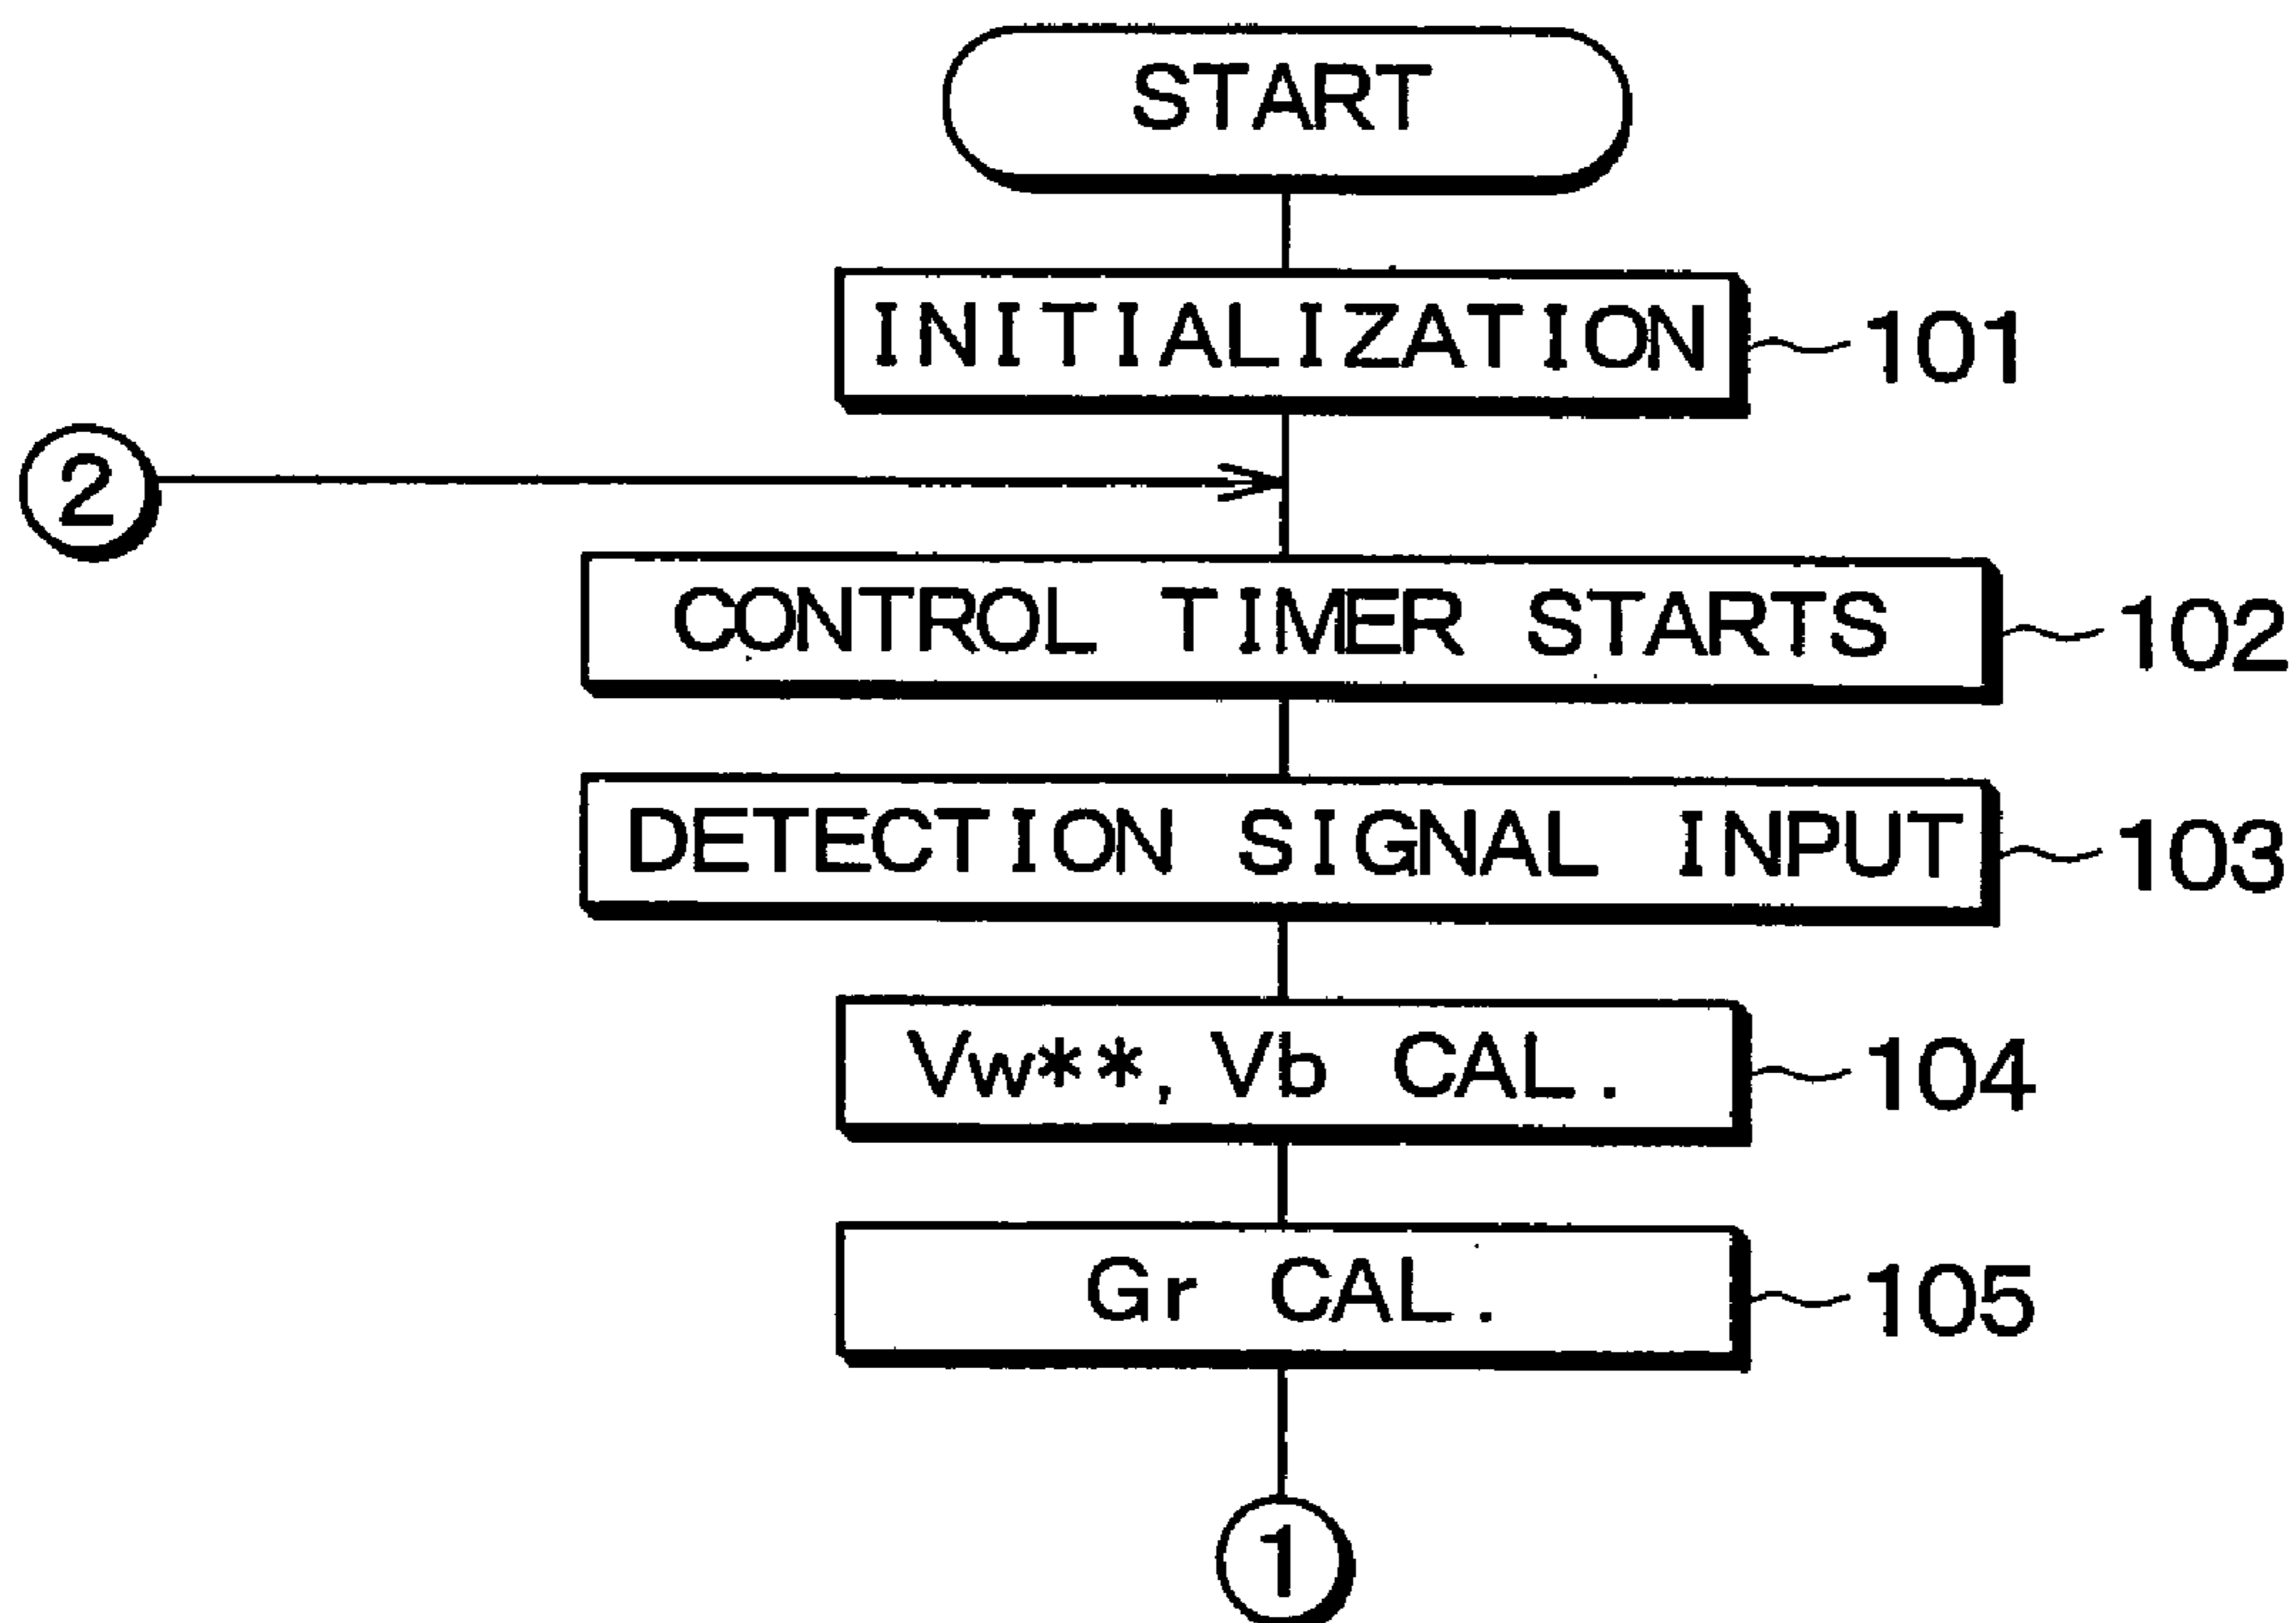 START
INITIALIZATION 101
2
CONTROL TIMER STARTS 102
DETECTION SIGNAL INPUT 103
Vw**, Vb CAL. 104
Gr CAL. 105
1